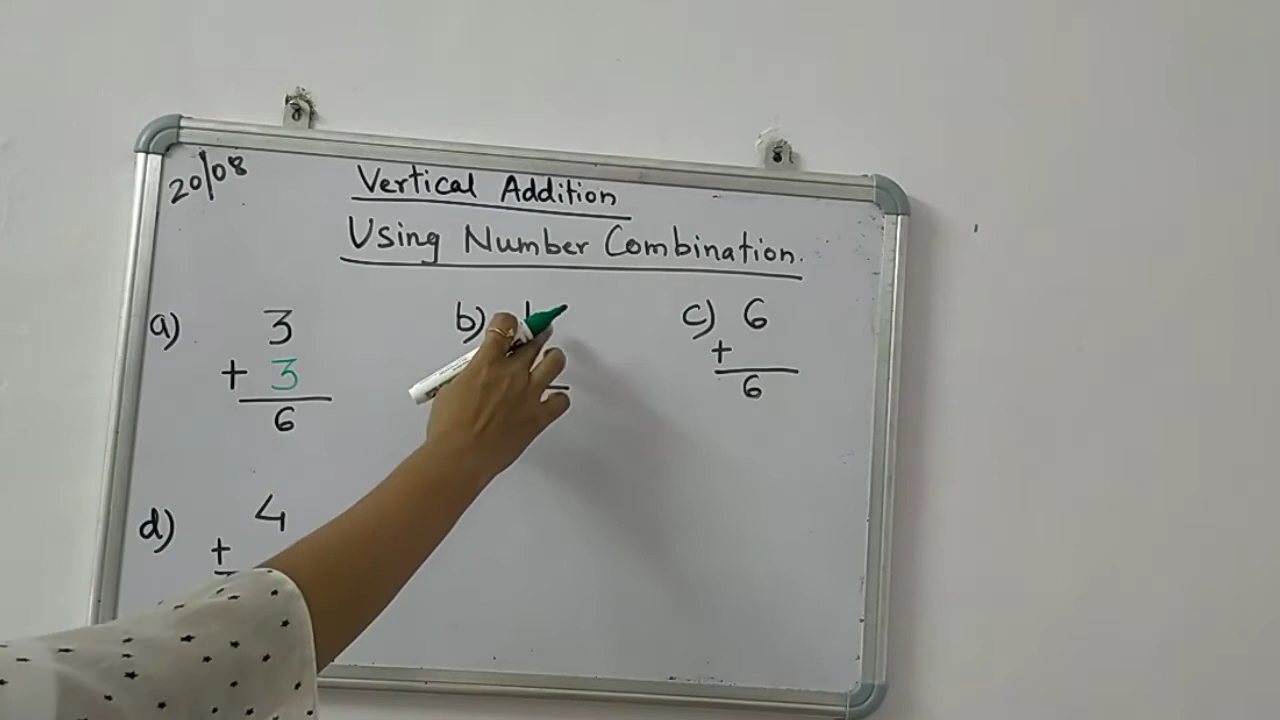 20/08
Vertical Addition
Using Number Combination.
a) 3
+ 3
6
b)
c) 6
+
6
d) 4
+